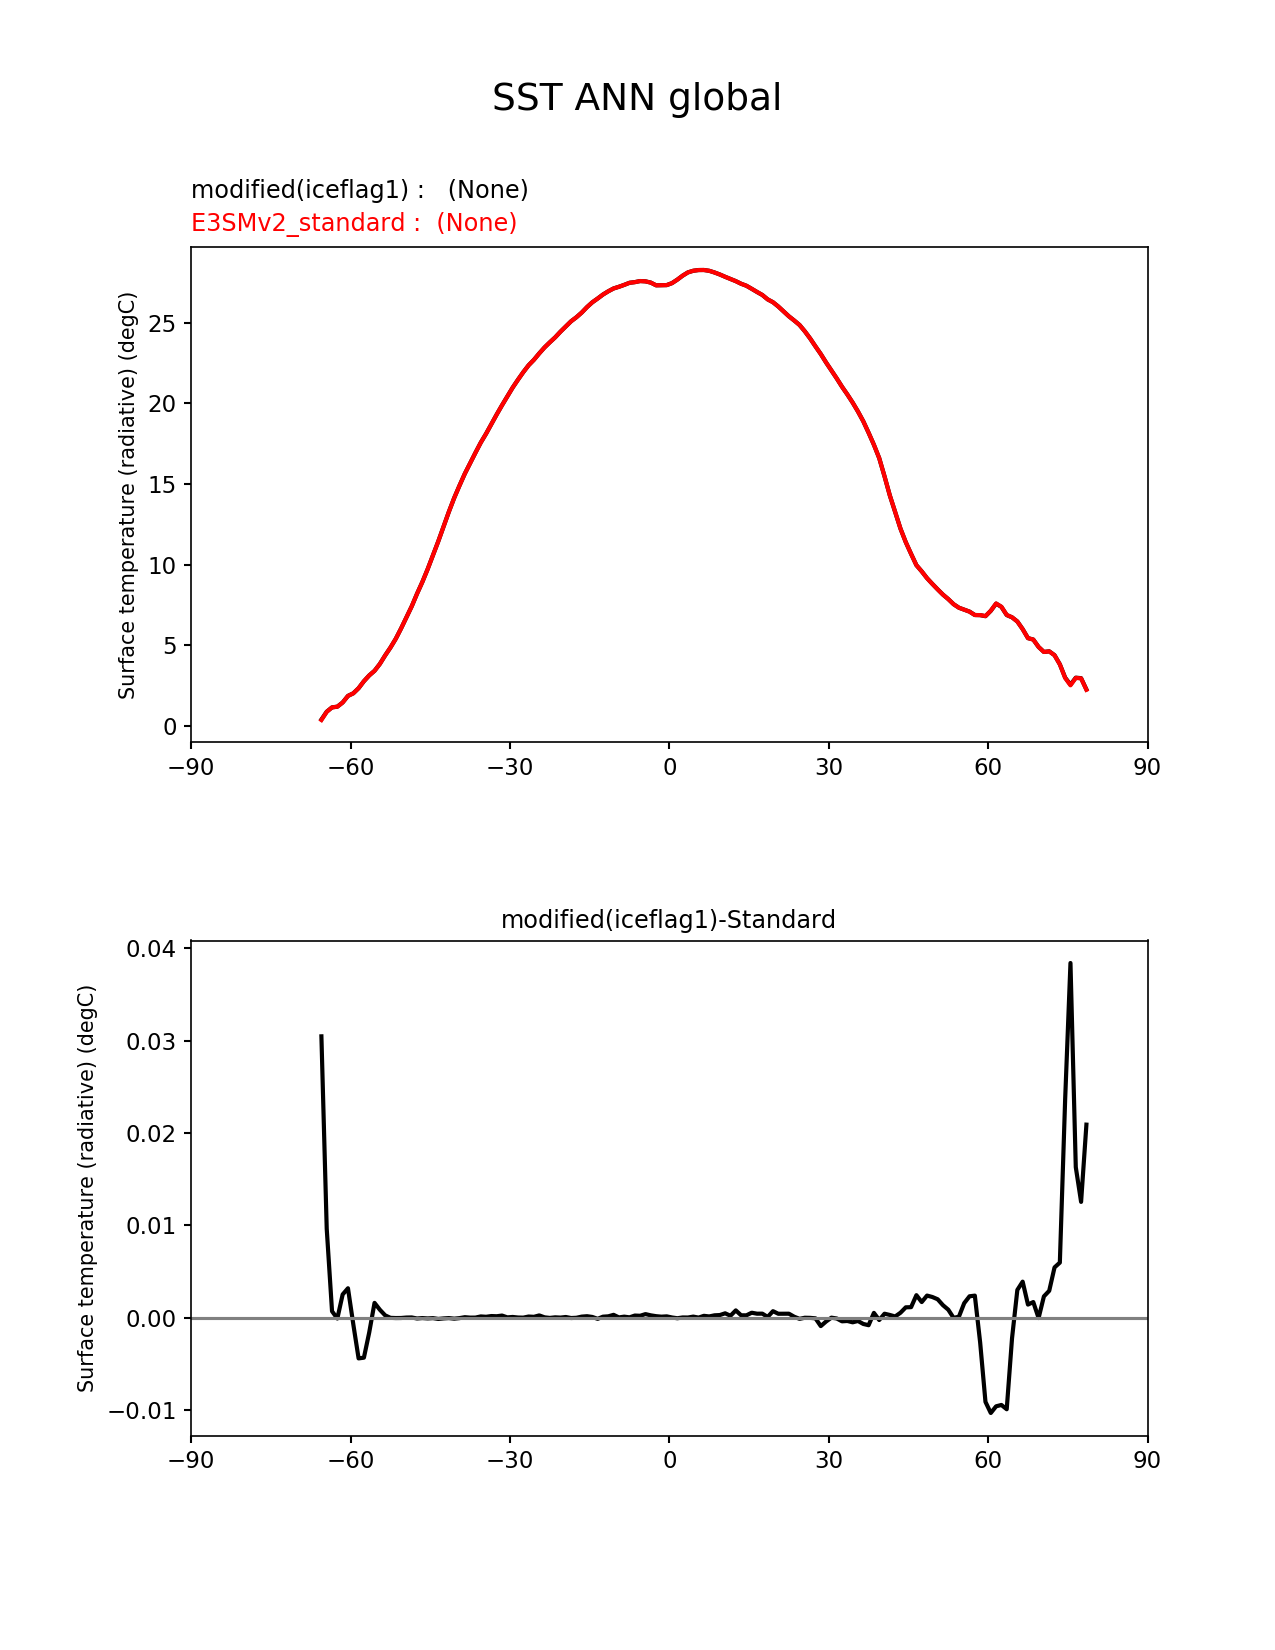 SST ANN global
modified(iceflag1) :   (None)
E3SMv2_standard :  (None)
Surface temperature (radiative) (degC)
25
20
15
10
5
0
−90 −60 −30 0 30 60 90
modified(iceflag1)-Standard
Surface temperature (radiative) (degC)
0.04
0.03
0.02
0.01
0.00
−0.01
−90 −60 −30 0 30 60 90